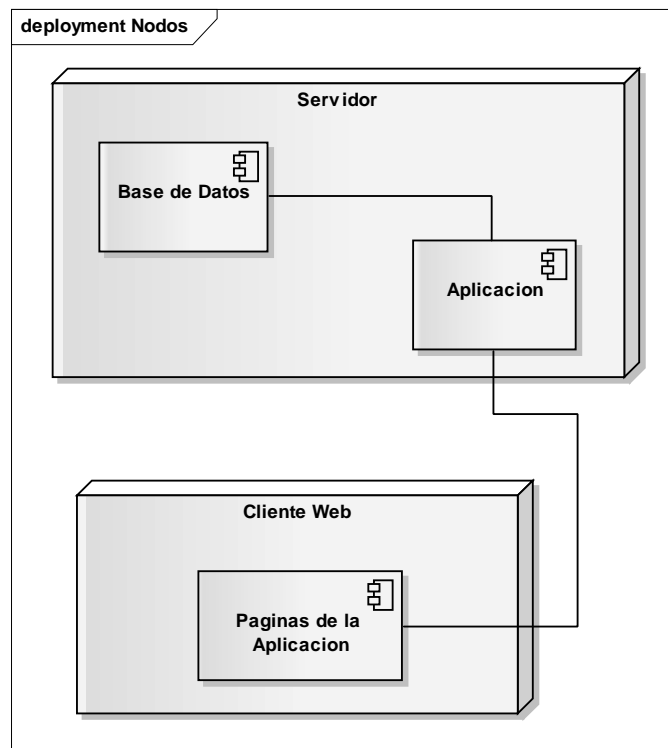 deployment Nodos
Servidor
Base de Datos
Aplicacion
Cliente Web
Paginas de la
Aplicacion